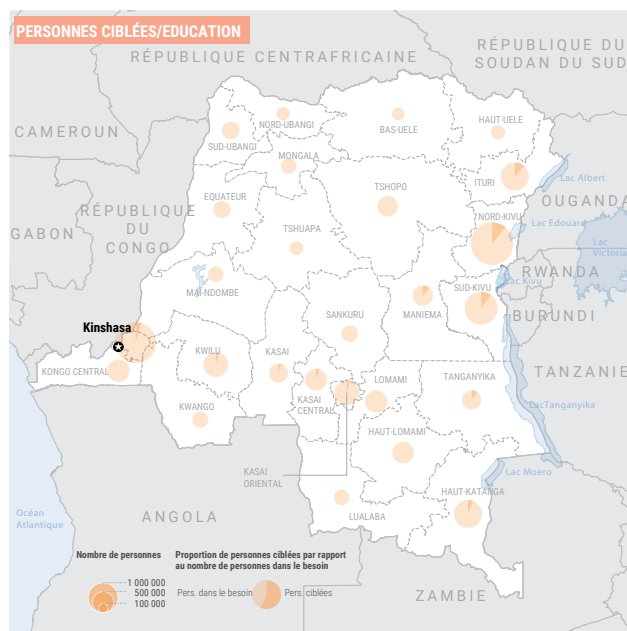 PERSONNES CIBLÉES/EDUCATION
RÉPUBLIQUE CENTRAFRICAINE
RÉPUBLIQUE DU
SOUDAN DU SUD
CAMEROUN
NORD-UBANGI
BAS-UELE
HAUT-UELE
SUD-UBANGI
MONGALA
ITURI
Lac Albert
TSHOPO
EQUATEUR
OUGANDA
GABON
RÉPUBLIQUE
DU
CONGO
NORD-KIVU
Lac Edouard
TSHUAPA
Lac
Victoria
RWANDA
Lac Kivu
MAI-NDOMBE
SUD-KIVU
SANKURU
MANIEMA
BURUNDI
Kinshasa
KWILU
KASAI
KONGO CENTRAL
LOMAMI
TANGANYIKA
TANZANIE
KASAI
CENTRAL
KWANGO
LacTanganyika
HAUT-LOMAMI
KASAI
ORIENTAL
Lac Moero
HAUT-KATANGA
Océan
Atlantique
ANGOLA
LUALABA
Nombre de personnes
1 000 000
500 000
100 000
Proportion de personnes ciblées par rapport
au nombre de personnes dans le besoin
Pers. dans le besoin
Pers. ciblées
ZAMBIE